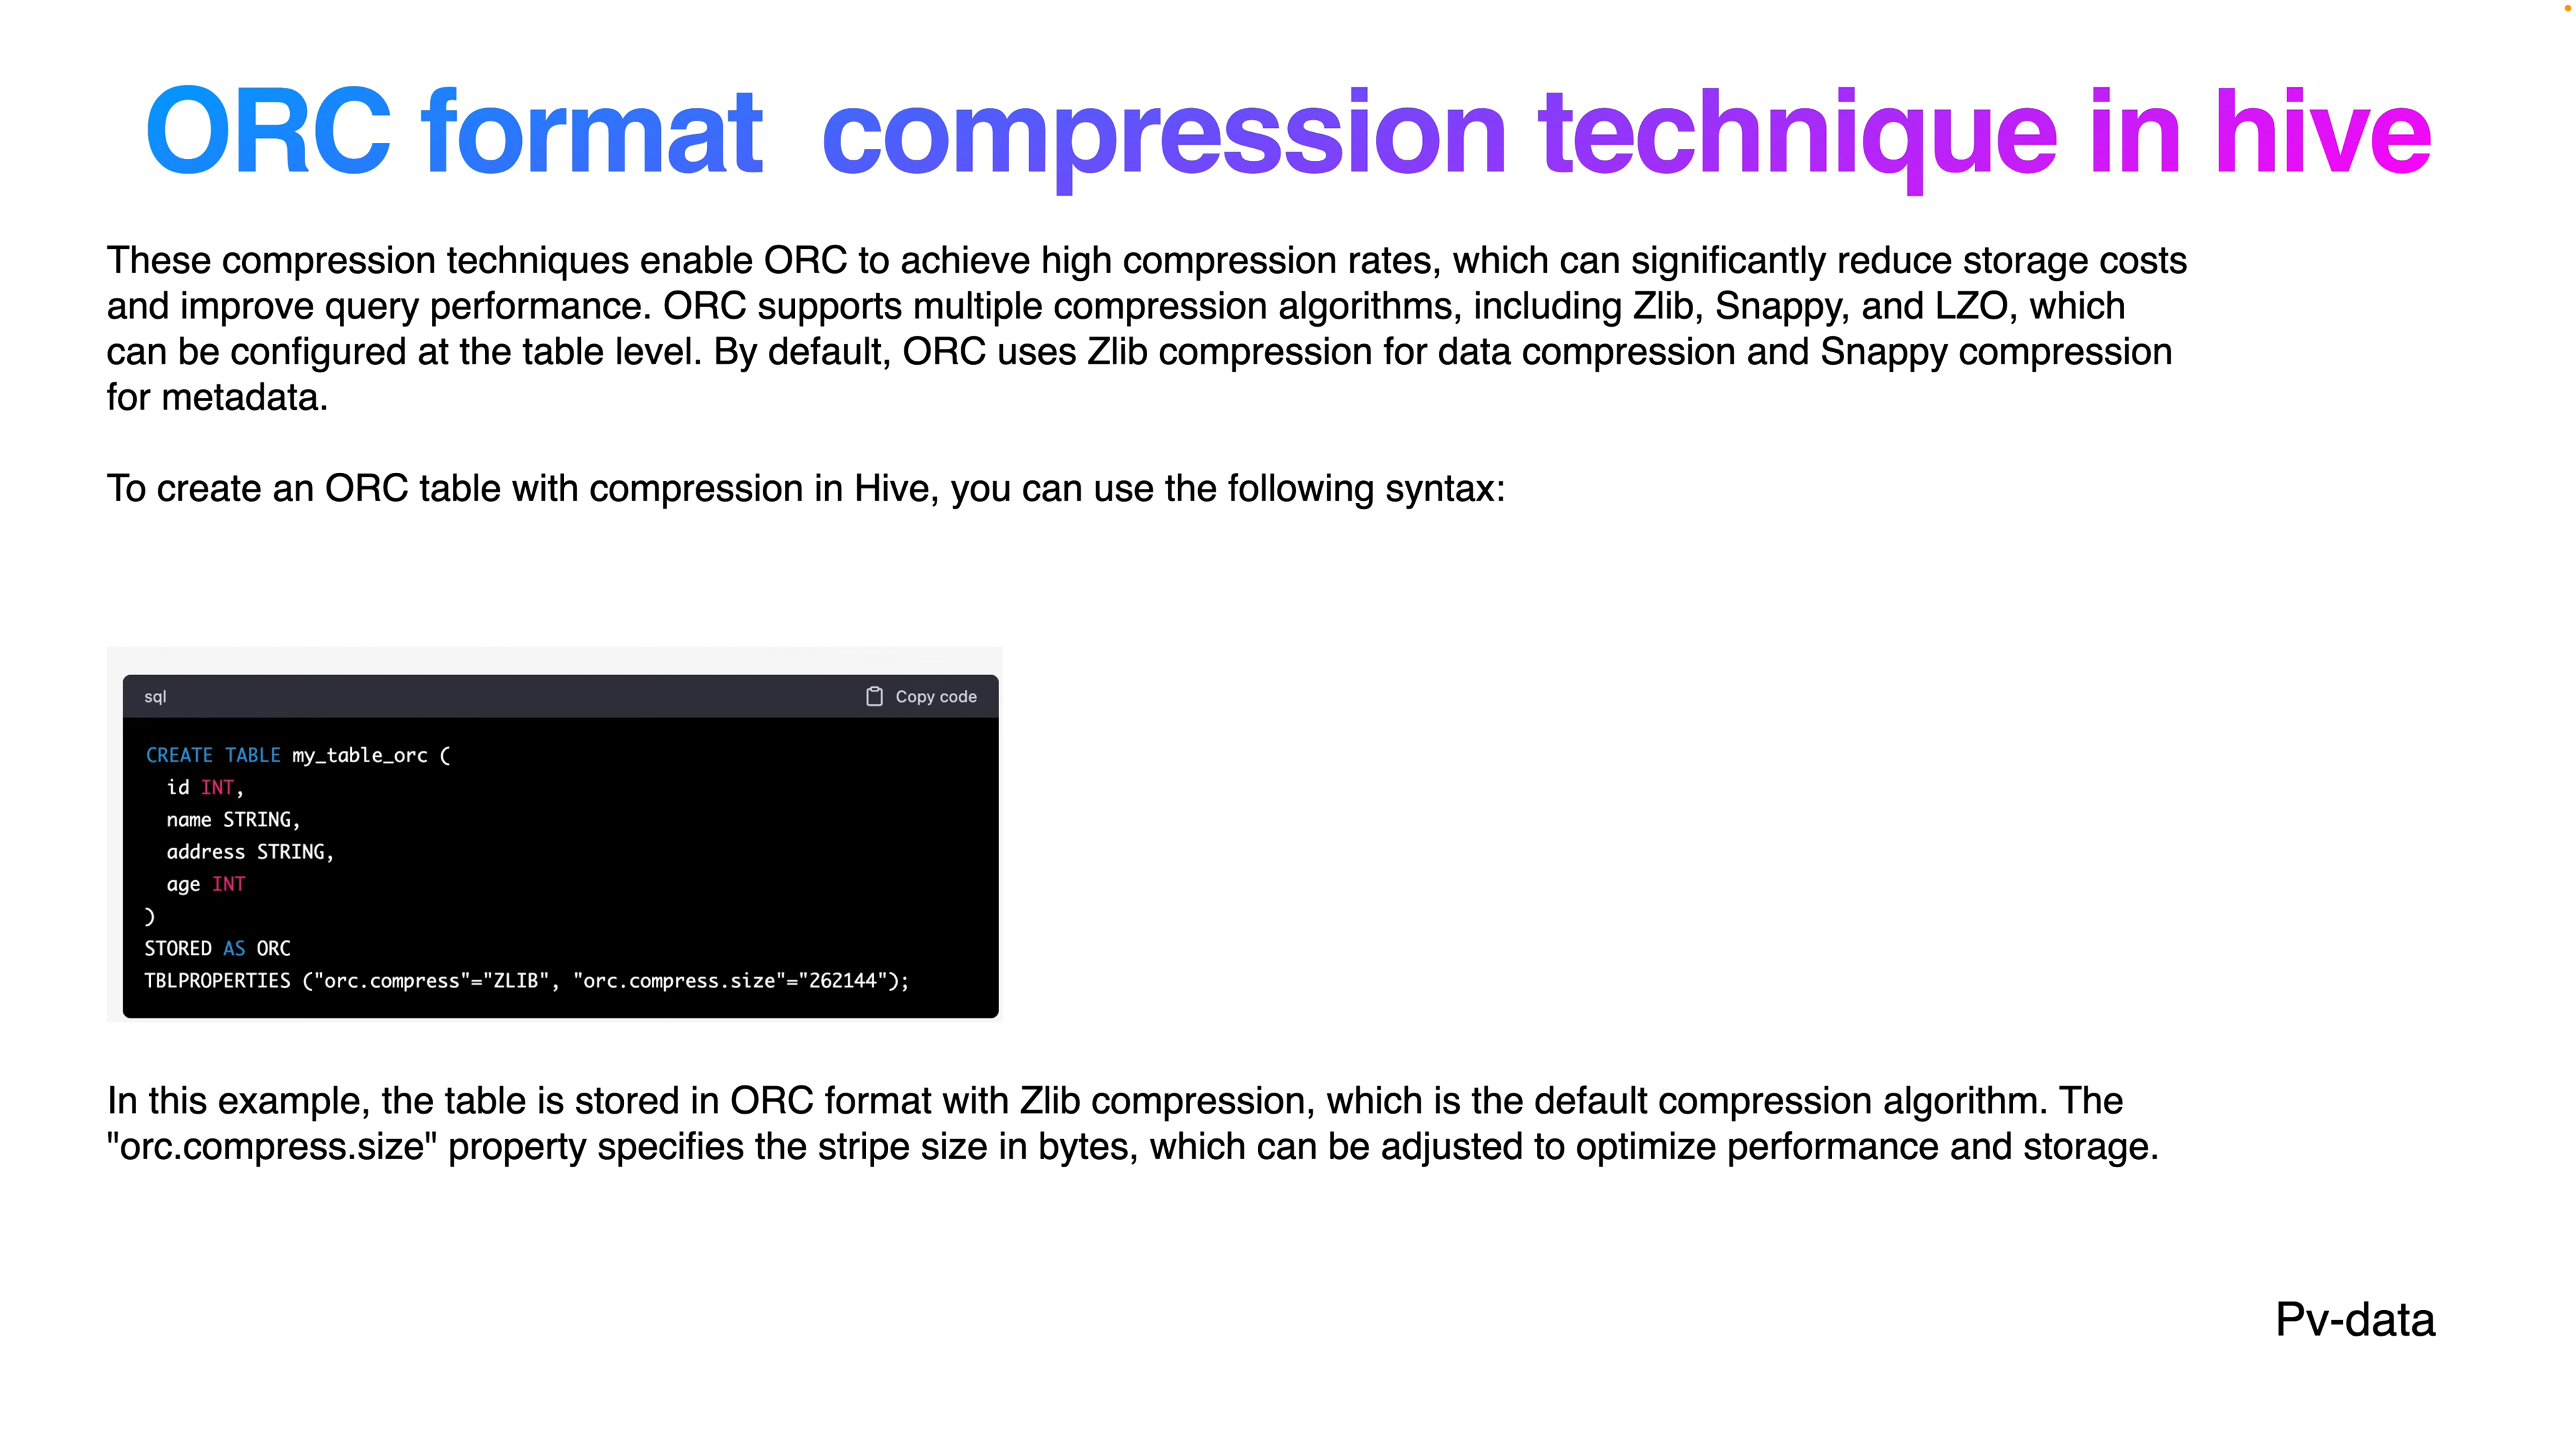 ORC format  compression technique in hive
These compression techniques enable ORC to achieve high compression rates, which can significantly reduce storage costs
and improve query performance. ORC supports multiple compression algorithms, including Zlib, Snappy, and LZO, which
can be configured at the table level. By default, ORC uses Zlib compression for data compression and Snappy compression
for metadata.
To create an ORC table with compression in Hive, you can use the following syntax:
sql Copy code
CREATE TABLE my_table_orc (
  id INT,
  name STRING,
  address STRING,
  age INT
)
STORED AS ORC
TBLPROPERTIES ("orc.compress"="ZLIB", "orc.compress.size"="262144");
In this example, the table is stored in ORC format with Zlib compression, which is the default compression algorithm. The
"orc.compress.size" property specifies the stripe size in bytes, which can be adjusted to optimize performance and storage.
Pv-data